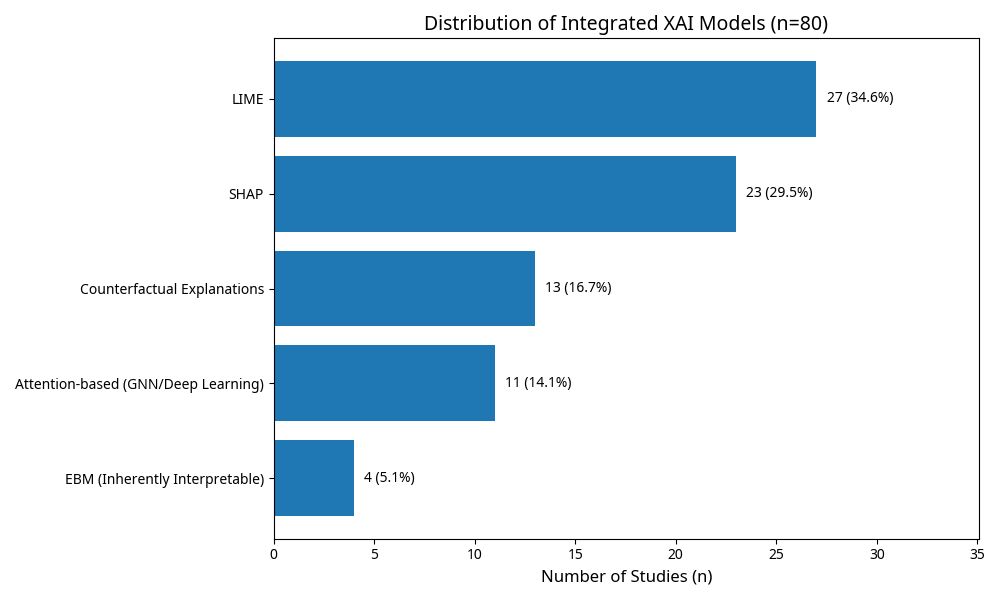 Distribution of Integrated XAI Models (n=80)
LIME
27 (34.6%)
SHAP
23 (29.5%)
Counterfactual Explanations
13 (16.7%)
Attention-based (GNN/Deep Learning)
11 (14.1%)
EBM (Inherently Interpretable)
4 (5.1%)
0 5 10 15 20 25 30 35
Number of Studies (n)